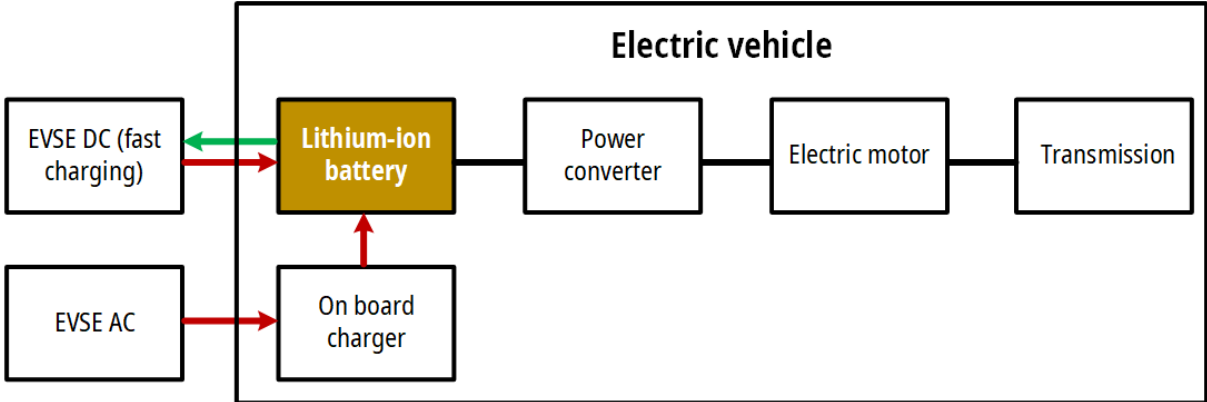 Electric vehicle
EVSE DC (fast
charging)
Lithium-ion
battery
Power
converter
Electric motor
Transmission
EVSE AC
On board
charger